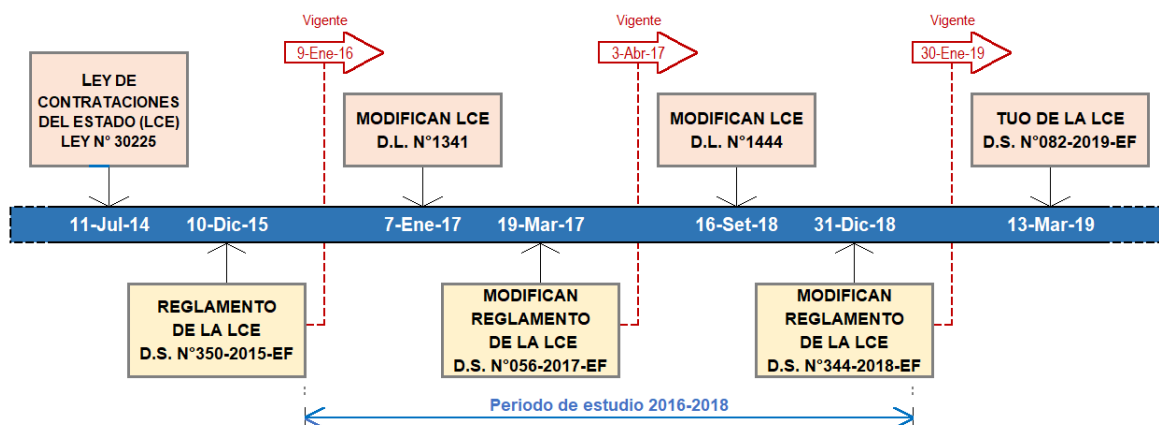 Vigente
9-Ene-16
Vigente
3-Abr-17
Vigente
30-Ene-19
LEY DE
CONTRATACIONES
DEL ESTADO (LCE)
LEY N° 30225
MODIFICAN LCE
D.L. N°1341
MODIFICAN LCE
D.L. N°1444
TUO DE LA LCE
D.S. N°082-2019-EF
11-Jul-14
10-Dic-15
7-Ene-17
19-Mar-17
16-Set-18
31-Dic-18
13-Mar-19
REGLAMENTO
DE LA LCE
D.S. N°350-2015-EF
MODIFICAN
REGLAMENTO
DE LA LCE
D.S. N°056-2017-EF
MODIFICAN
REGLAMENTO
DE LA LCE
D.S. N°344-2018-EF
Periodo de estudio 2016-2018